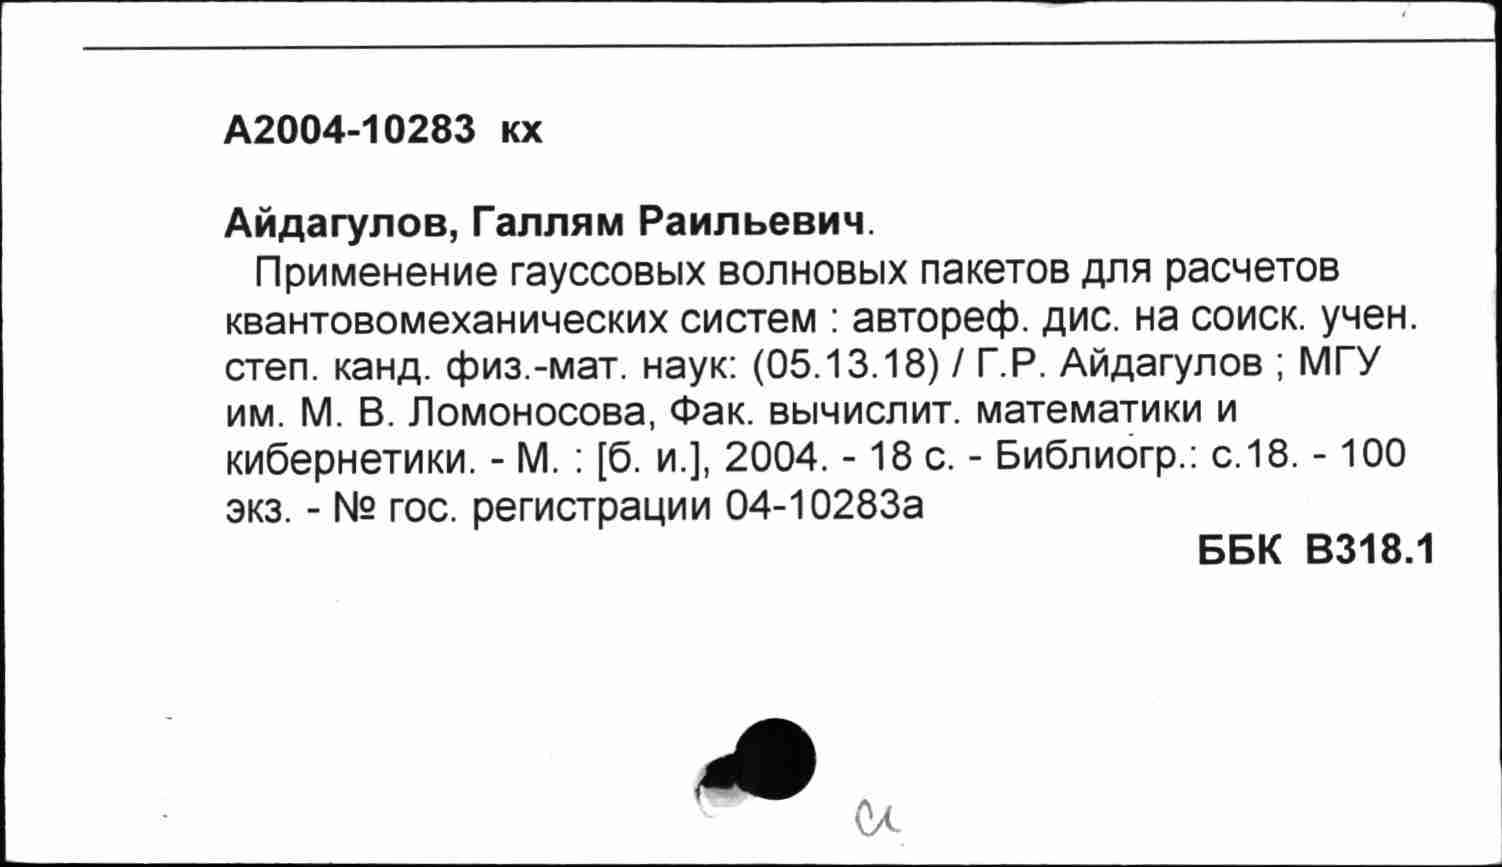 А2004-10283 кх
Айдагулов, Галлям Раильевич.
Применение гауссовых волновых пакетов для расчетов
квантовомеханических систем : автореф. дис. на соиск. учен.
степ. канд. физ.-мат. наук: (05.13.18) / Г.Р. Айдагулов ; МГУ
им. М. В. Ломоносова, Фак. вычислит. математики и
кибернетики. - М. : [б. и.], 2004. - 18 с. - Библиогр.: с.18. - 100
экз. - № гос. регистрации 04-10283а
ББК В318.1